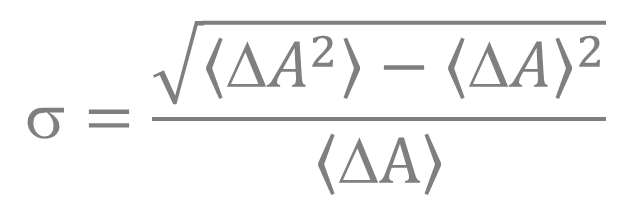 σ = √(⟨ΔA²⟩ − ⟨ΔA⟩²) / ⟨ΔA⟩